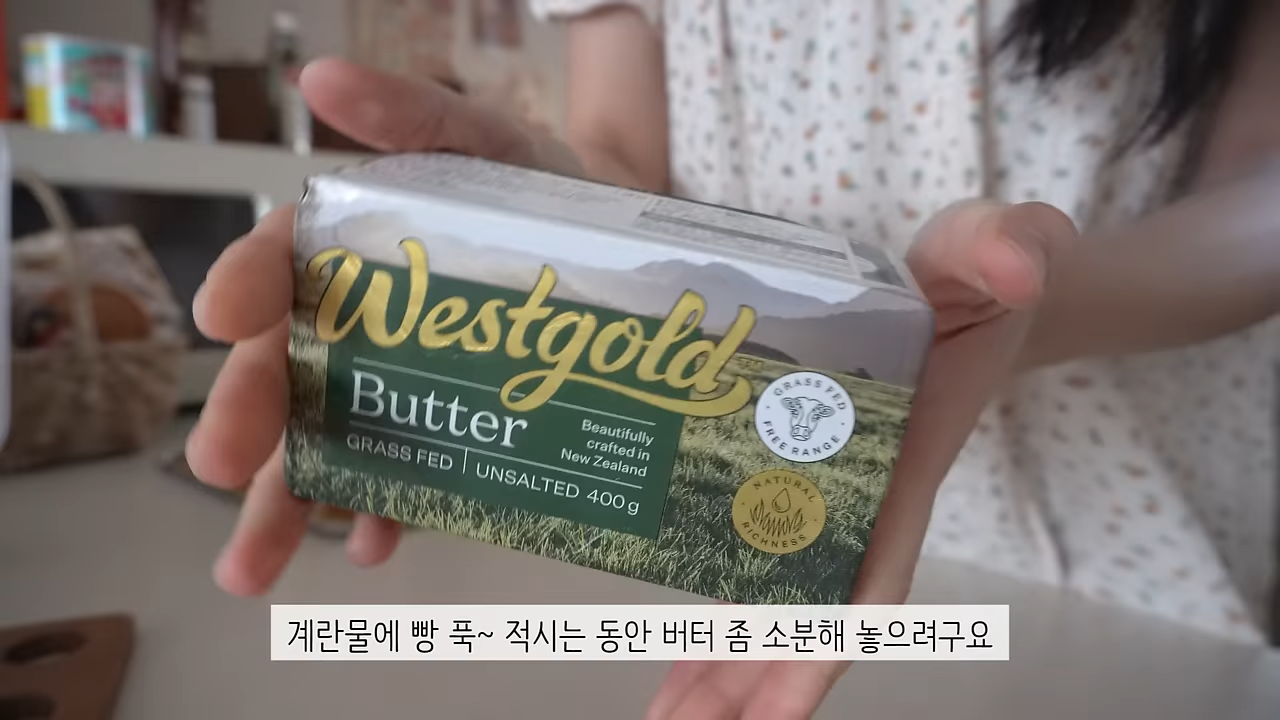 Westgold
Butter
Beautifully
crafted in
New Zealand
GRASS FED | UNSALTED 400g
GRASS FED
FREE RANGE
NATURAL
RICHNESS
계란물에 빵 푹~ 적시는 동안 버터 좀 소분해 놓으려구요